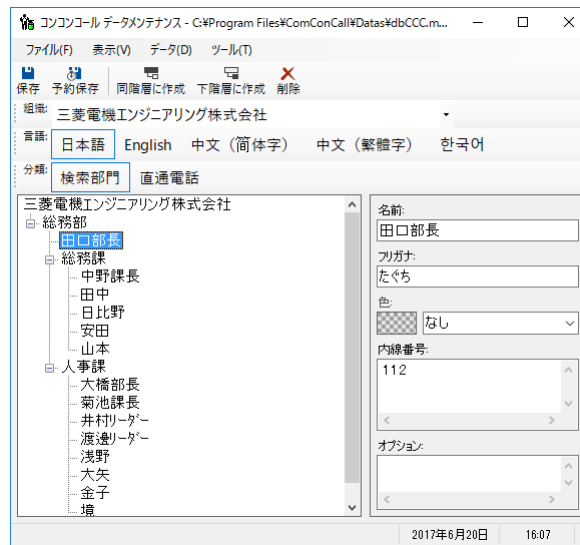 コンコンコール データメンテナンス - C:¥Program Files¥ComConCall¥Datas¥dbCCC.m...
ファイル(F) 表示(V) データ(D) ツール(T)
保存 予約保存 同階層に作成 下階層に作成 削除
組織: 三菱電機エンジニアリング株式会社
言語: 日本語 English 中文（简体字） 中文（繁體字） 한국어
分類: 検索部門 直通電話
三菱電機エンジニアリング株式会社
総務部
田口部長
総務課
中野課長
田中
日比野
安田
山本
人事課
大橋部長
菊池課長
井村リーダー
渡邊リーダー
浅野
大矢
金子
境
名前:
田口部長
フリガナ:
たぐち
色:
なし
内線番号:
112
オプション:
2017年6月20日 16:07